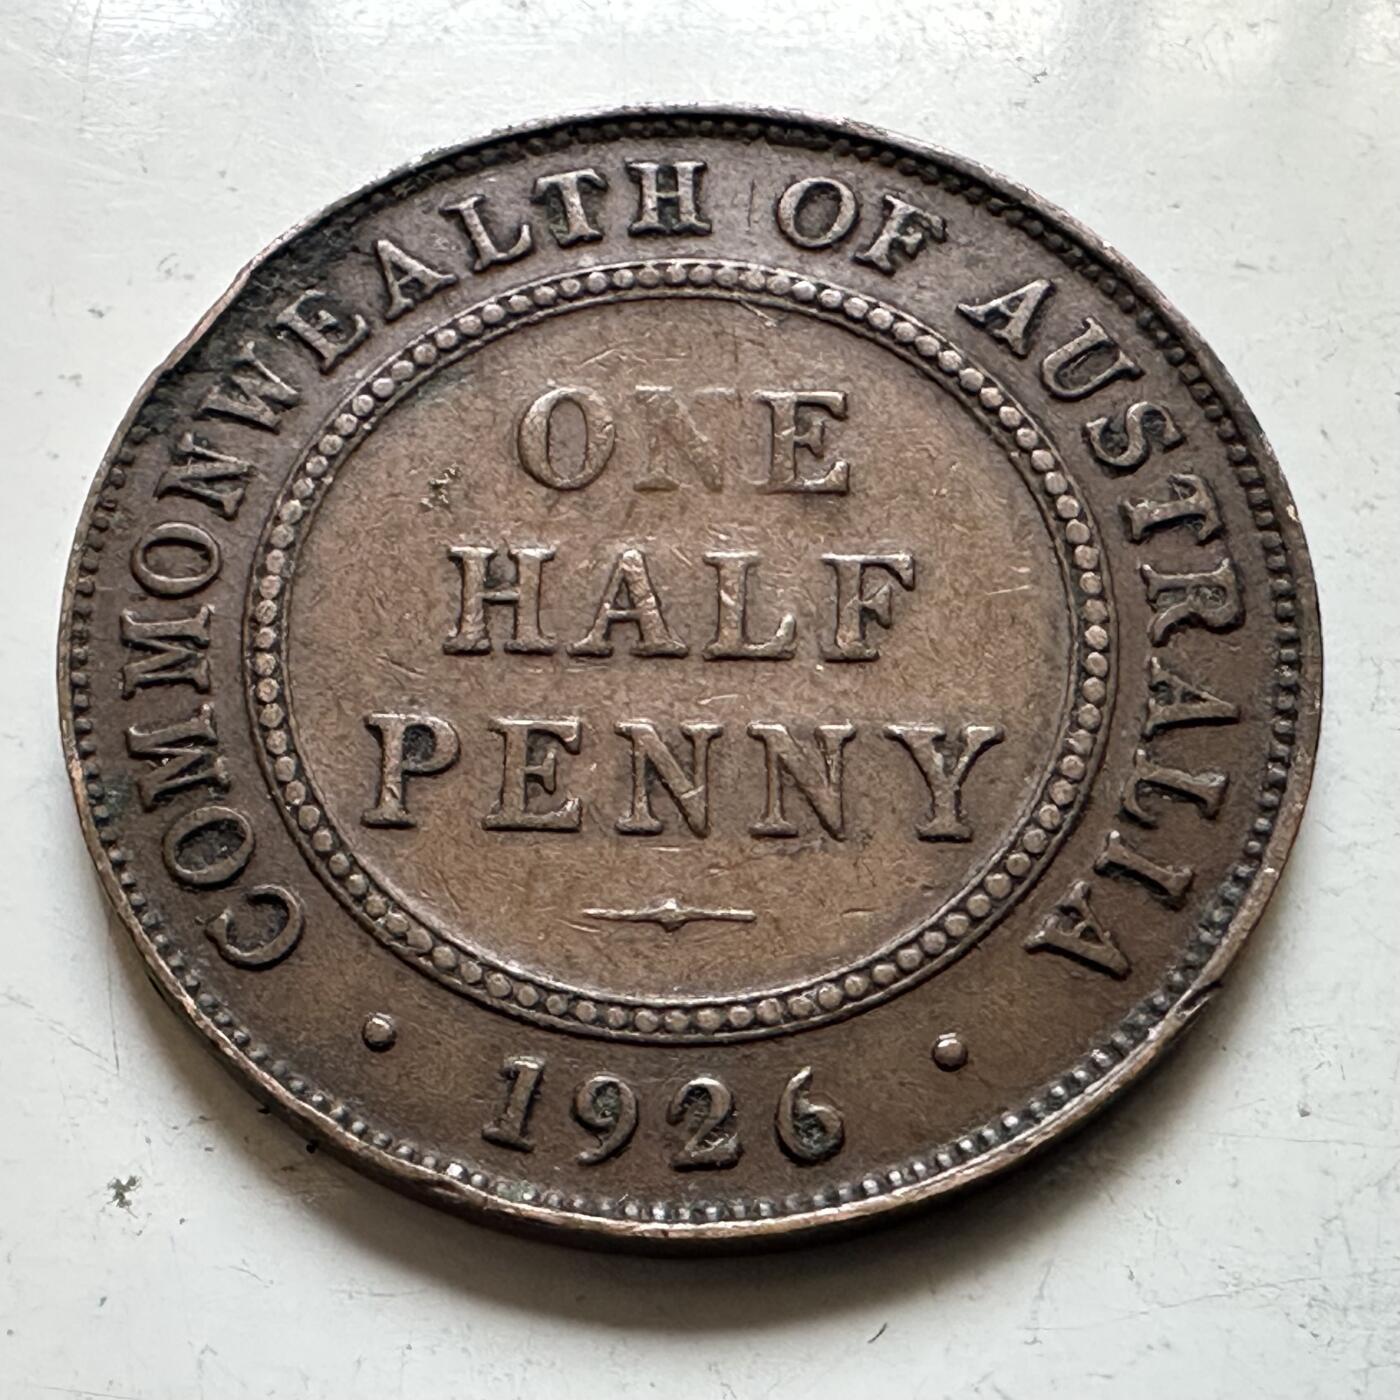 COMMONWEALTH OF AUSTRALIA
ONE
HALF
PENNY
· 1926 ·